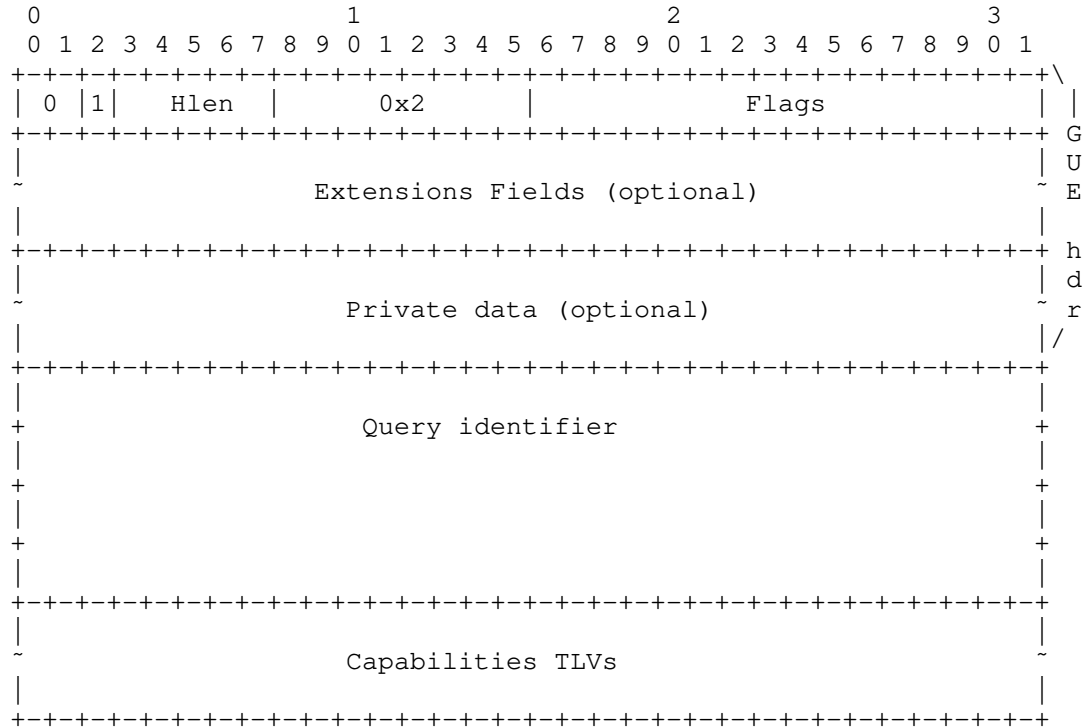 0                   1                   2                   3
 0 1 2 3 4 5 6 7 8 9 0 1 2 3 4 5 6 7 8 9 0 1 2 3 4 5 6 7 8 9 0 1
+-+-+-+-+-+-+-+-+-+-+-+-+-+-+-+-+-+-+-+-+-+-+-+-+-+-+-+-+-+-+-+-+\
| 0 |1|   Hlen  |      0x2      |             Flags             | |
+-+-+-+-+-+-+-+-+-+-+-+-+-+-+-+-+-+-+-+-+-+-+-+-+-+-+-+-+-+-+-+-+ G
|                                                               | U
~                  Extensions Fields (optional)                 ~ E
|                                                               |
+-+-+-+-+-+-+-+-+-+-+-+-+-+-+-+-+-+-+-+-+-+-+-+-+-+-+-+-+-+-+-+-+ h
|                                                               | d
~                    Private data (optional)                    ~ r
|                                                               |/
+-+-+-+-+-+-+-+-+-+-+-+-+-+-+-+-+-+-+-+-+-+-+-+-+-+-+-+-+-+-+-+-+
|                                                               |
+                     Query identifier                          +
|                                                               |
+                                                               +
|                                                               |
+                                                               +
|                                                               |
+-+-+-+-+-+-+-+-+-+-+-+-+-+-+-+-+-+-+-+-+-+-+-+-+-+-+-+-+-+-+-+-+
|                                                               |
~                    Capabilities TLVs                          ~
|                                                               |
+-+-+-+-+-+-+-+-+-+-+-+-+-+-+-+-+-+-+-+-+-+-+-+-+-+-+-+-+-+-+-+-+